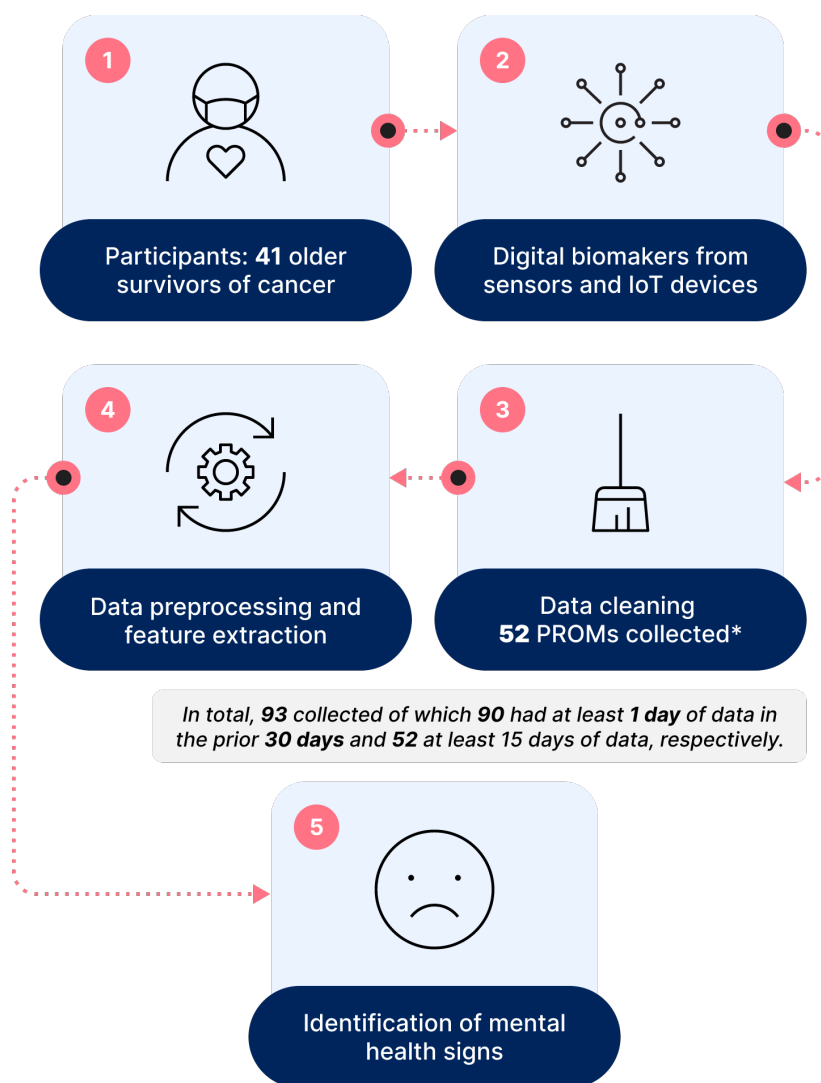 1
Participants: 41 older
survivors of cancer
2
Digital biomakers from
sensors and IoT devices
3
Data cleaning
52 PROMs collected*
4
Data preprocessing and
feature extraction
In total, 93 collected of which 90 had at least 1 day of data in
the prior 30 days and 52 at least 15 days of data, respectively.
5
Identification of mental
health signs